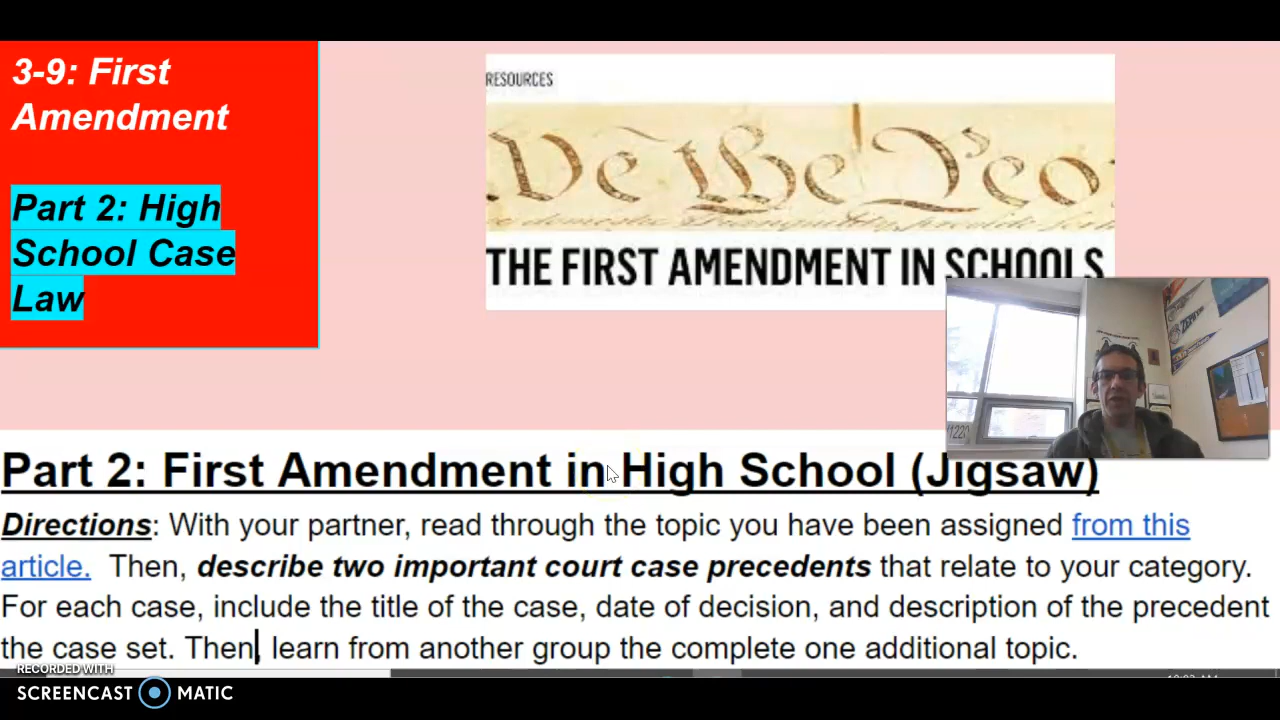 3-9: First
Amendment
Part 2: High
School Case
Law
RESOURCES
We the Peo
THE FIRST AMENDMENT IN SCHOOLS
Part 2: First Amendment in High School (Jigsaw)
Directions: With your partner, read through the topic you have been assigned from this
article. Then, describe two important court case precedents that relate to your category.
For each case, include the title of the case, date of decision, and description of the precedent
the case set. Then, learn from another group the complete one additional topic.
RECORDED WITH
SCREENCAST MATIC